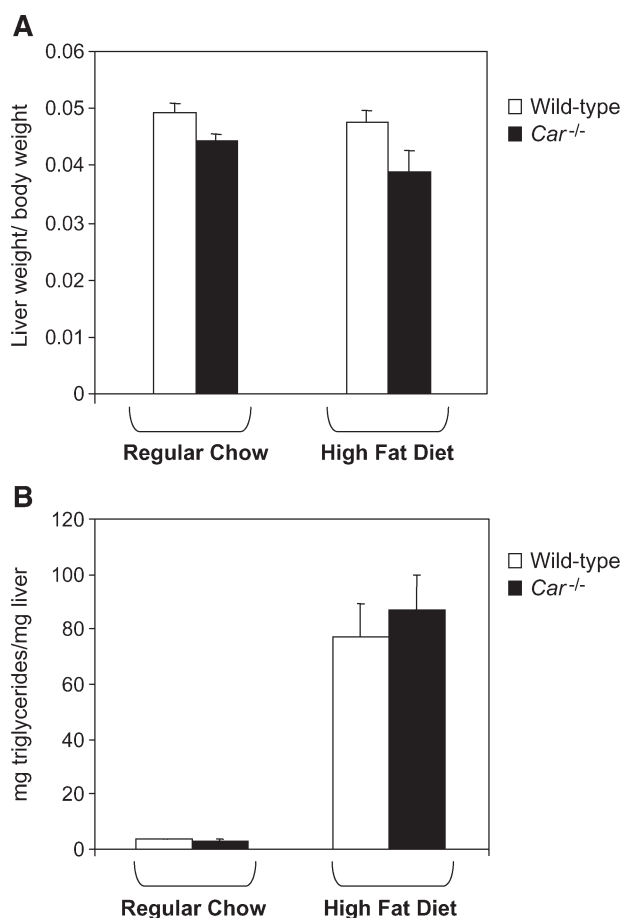 A
0.06
0.05
0.04
0.03
0.02
0.01
0
Liver weight/ body weight
Wild-type
Car-/-
Regular Chow
High Fat Diet
B
120
100
80
60
40
20
0
mg triglycerides/mg liver
Wild-type
Car-/-
Regular Chow
High Fat Diet